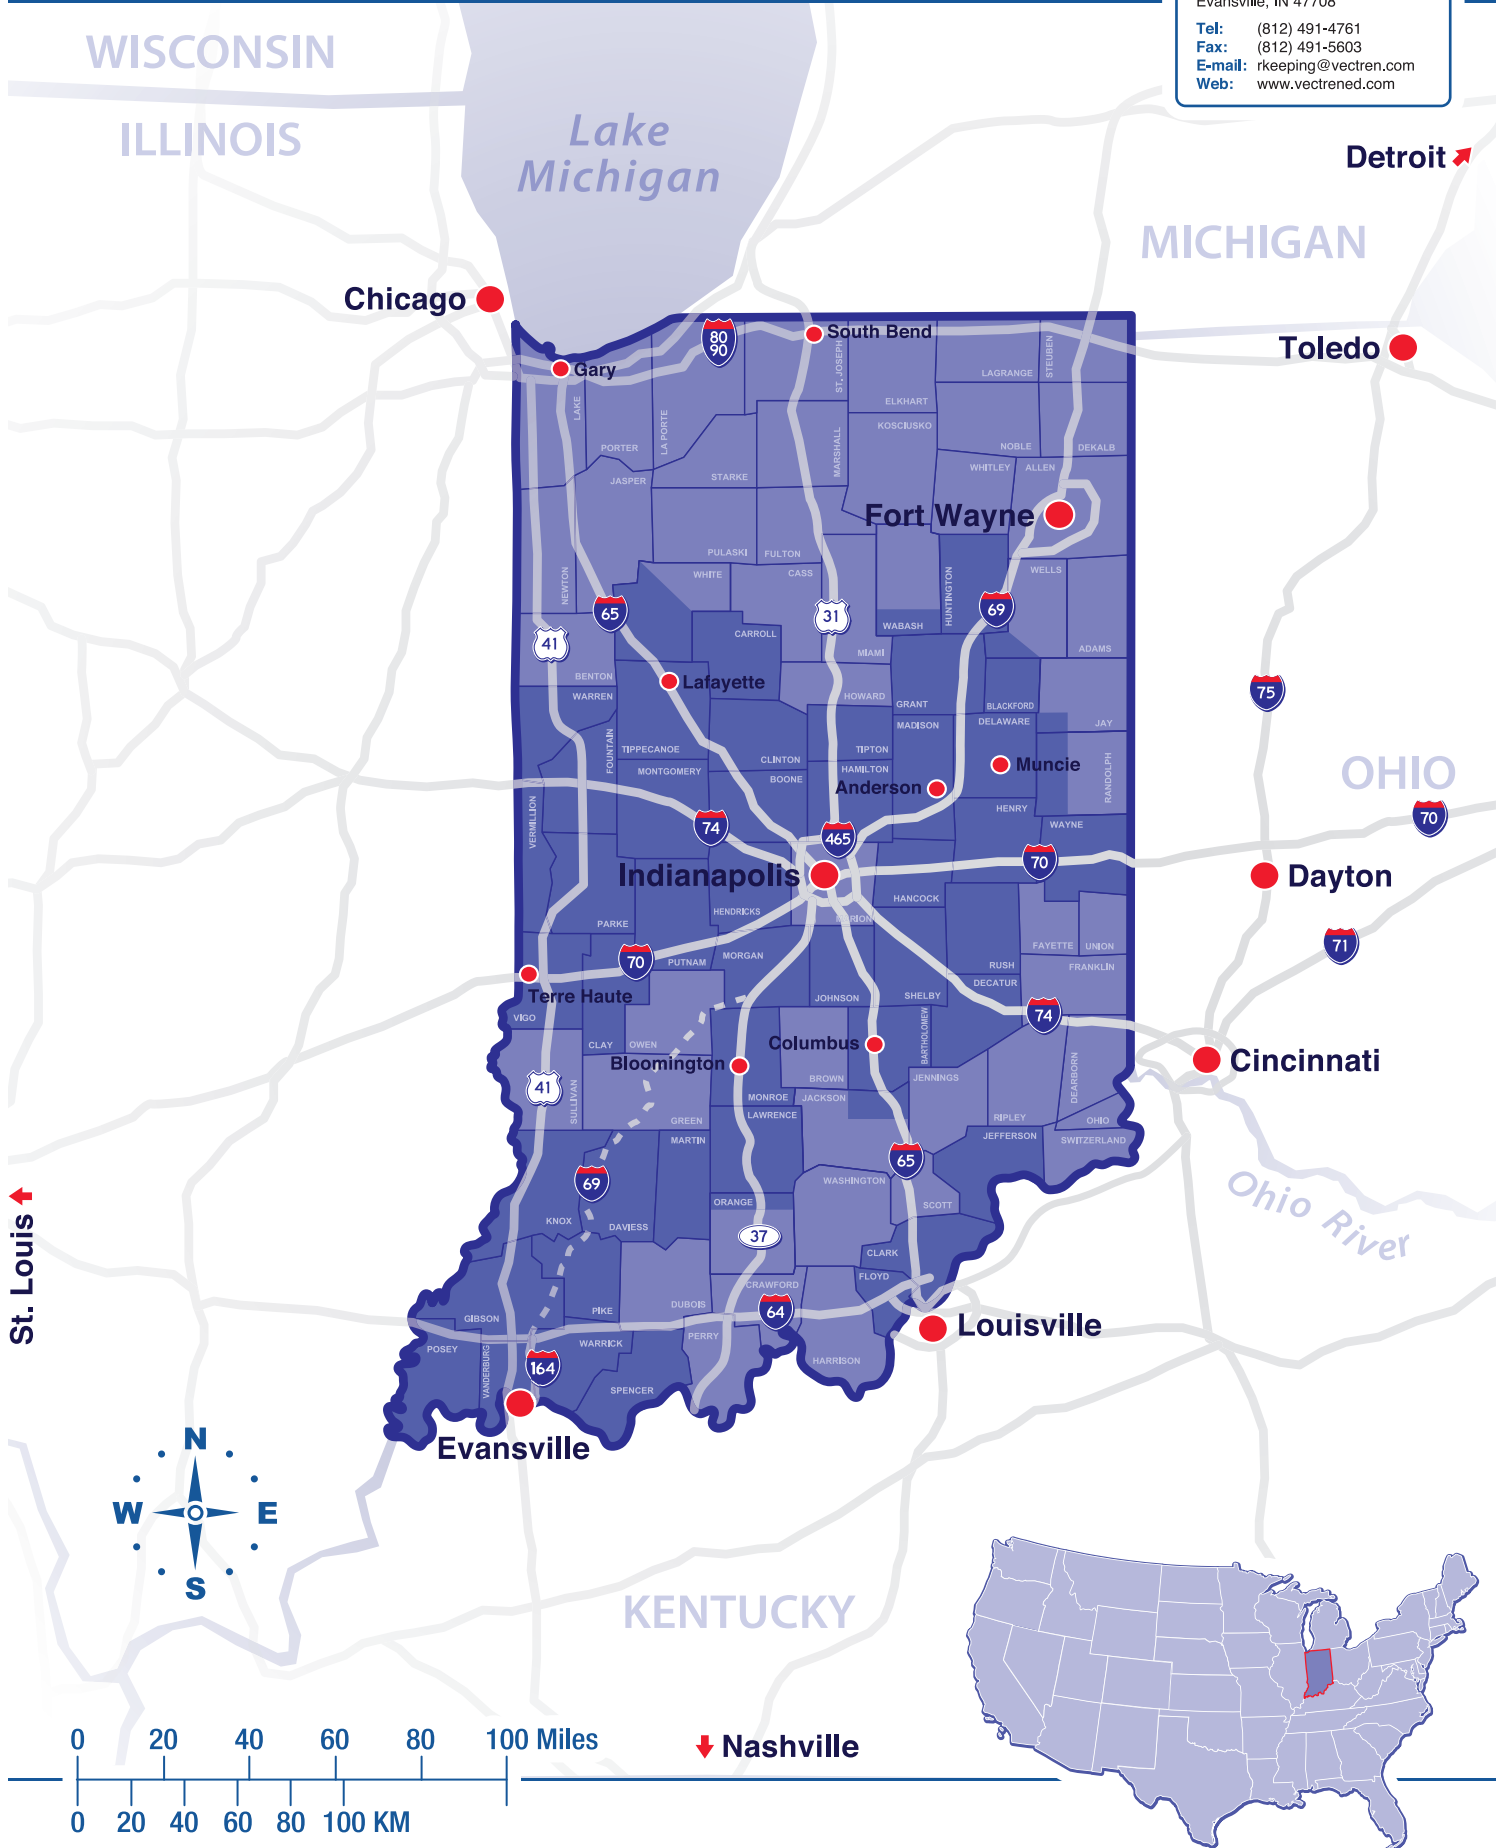 Evansville, IN 47708
Tel: (812) 491-4761
Fax: (812) 491-5603
E-mail: rkeeping@vectren.com
Web: www.vectrened.com
WISCONSIN
ILLINOIS
Lake
Michigan
Detroit
MICHIGAN
Chicago
Toledo
80
90
South Bend
Gary
ST. JOSEPH
STEUBEN
LAGRANGE
LAKE
ELKHART
LA PORTE
KOSCIUSKO
PORTER
MARSHALL
NOBLE
DEKALB
JASPER
STARKE
WHITLEY
ALLEN
Fort Wayne
PULASKI
FULTON
WHITE
CASS
NEWTON
HUNTINGTON
WELLS
65
31
69
41
CARROLL
WABASH
MIAMI
ADAMS
BENTON
WARREN
Lafayette
HOWARD
GRANT
BLACKFORD
75
MADISON
DELAWARE
JAY
FOUNTAIN
TIPPECANOE
CLINTON
TIPTON
MONTGOMERY
BOONE
HAMILTON
Muncie
Anderson
RANDOLPH
OHIO
VERMILLION
HENRY
WAYNE
70
74
465
70
Indianapolis
Dayton
HANCOCK
HENDRICKS
MARION
PARKE
FAYETTE
UNION
71
70
PUTNAM
MORGAN
RUSH
FRANKLIN
DECATUR
Terre Haute
JOHNSON
SHELBY
VIGO
74
CLAY
OWEN
Columbus
BARTHOLOMEW
Bloomington
Cincinnati
41
SULLIVAN
BROWN
JENNINGS
DEARBORN
MONROE
JACKSON
GREEN
LAWRENCE
RIPLEY
OHIO
MARTIN
JEFFERSON
SWITZERLAND
65
69
WASHINGTON
Ohio River
St. Louis
ORANGE
SCOTT
KNOX
DAVIESS
37
CLARK
FLOYD
CRAWFORD
DUBOIS
64
PIKE
GIBSON
Louisville
POSEY
VANDERBURG
WARRICK
PERRY
164
HARRISON
SPENCER
Evansville
N
W E
S
KENTUCKY
0 20 40 60 80 100 Miles
Nashville
0 20 40 60 80 100 KM